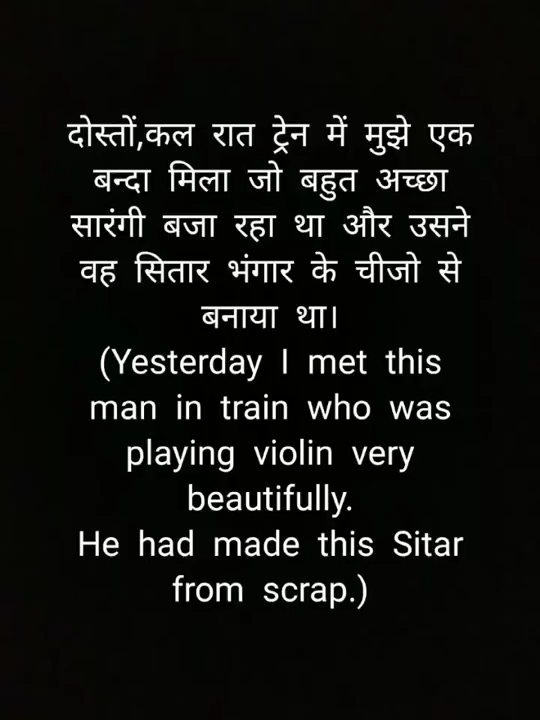 दोस्तों,कल रात ट्रेन में मुझे एक
बन्दा मिला जो बहुत अच्छा
सारंगी बजा रहा था और उसने
वह सितार भंगार के चीजो से
बनाया था।
(Yesterday I met this
man in train who was
playing violin very
beautifully.
He had made this Sitar
from scrap.)